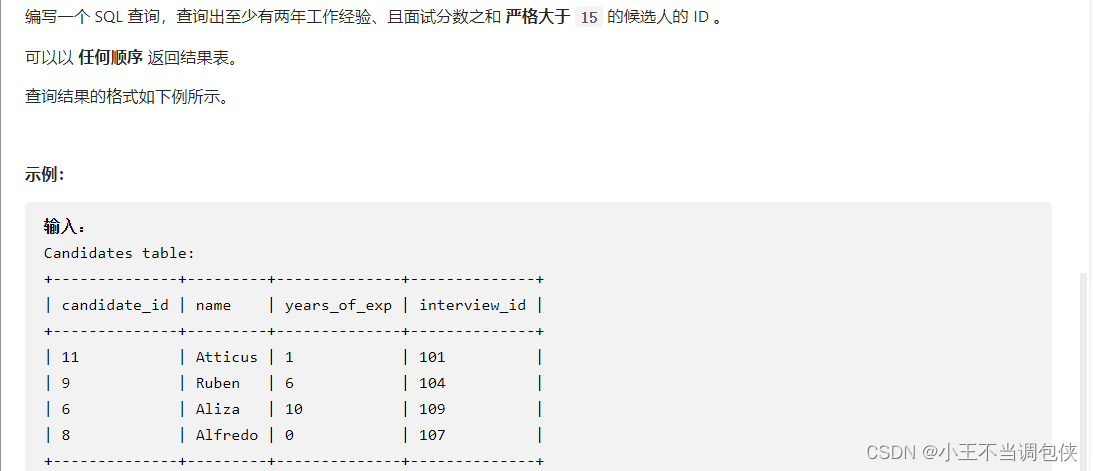 编写一个 SQL 查询，查询出至少有两年工作经验、且面试分数之和 严格大于 15 的候选人的 ID 。
可以以 任何顺序 返回结果表。
查询结果的格式如下例所示。
示例：
输入：
Candidates table:
+--------------+---------+--------------+--------------+
| candidate_id | name    | years_of_exp | interview_id |
+--------------+---------+--------------+--------------+
| 11           | Atticus | 1            | 101          |
| 9            | Ruben   | 6            | 104          |
| 6            | Aliza   | 10           | 109          |
| 8            | Alfredo | 0            | 107          |
+--------------+---------+--------------+--------------+
CSDN @小王不当调包侠